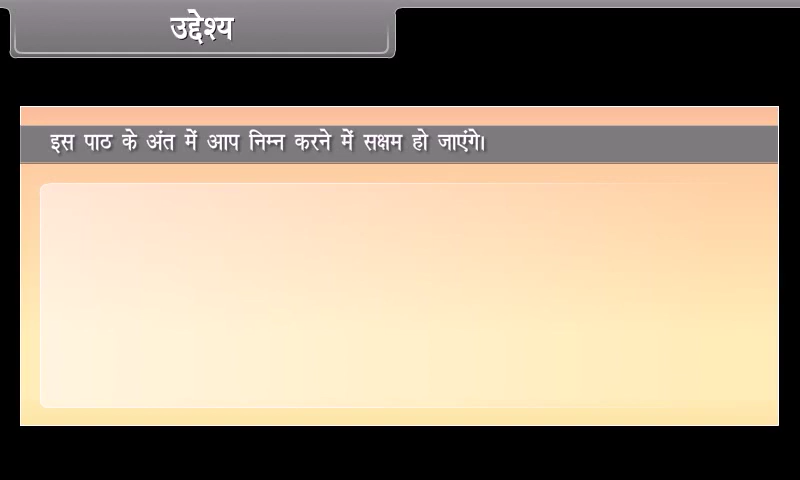 उद्देश्य
इस पाठ के अंत में आप निम्न करने में सक्षम हो जाएंगे।